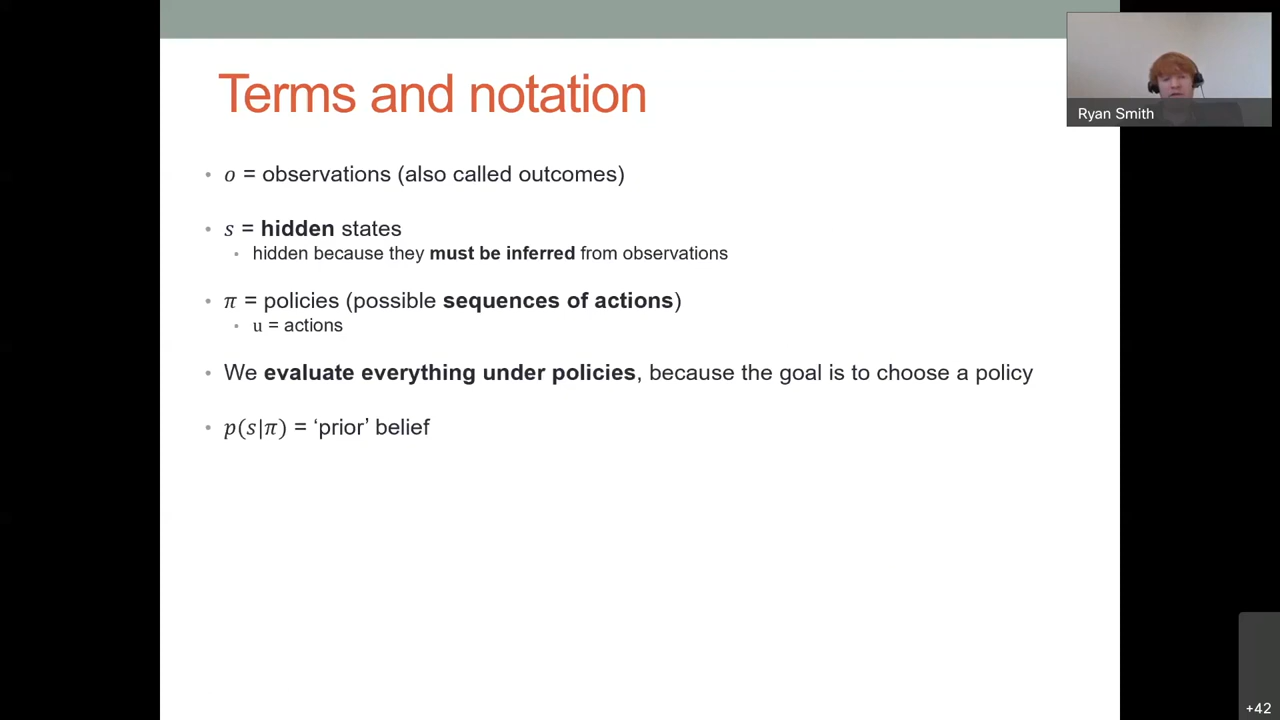 Terms and notation
Ryan Smith
• o = observations (also called outcomes)
• s = hidden states
• hidden because they must be inferred from observations
• π = policies (possible sequences of actions)
• u = actions
• We evaluate everything under policies, because the goal is to choose a policy
• p(s|π) = ‘prior’ belief
+42